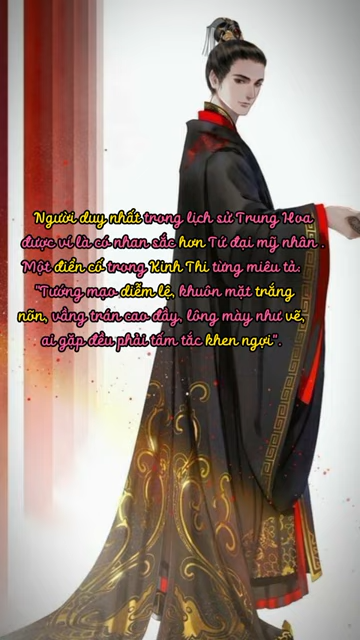 Người duy nhất trong lịch sử Trung Hoa
được ví là có nhan sắc hơn Tứ đại mỹ nhân .
Một điển cố trong Kinh Thi từng miêu tả:
"Tướng mạo diễm lệ, khuôn mặt trắng
nõn, vầng trán cao đầy, lông mày như vẽ,
ai gặp đều phải tấm tắc khen ngợi".